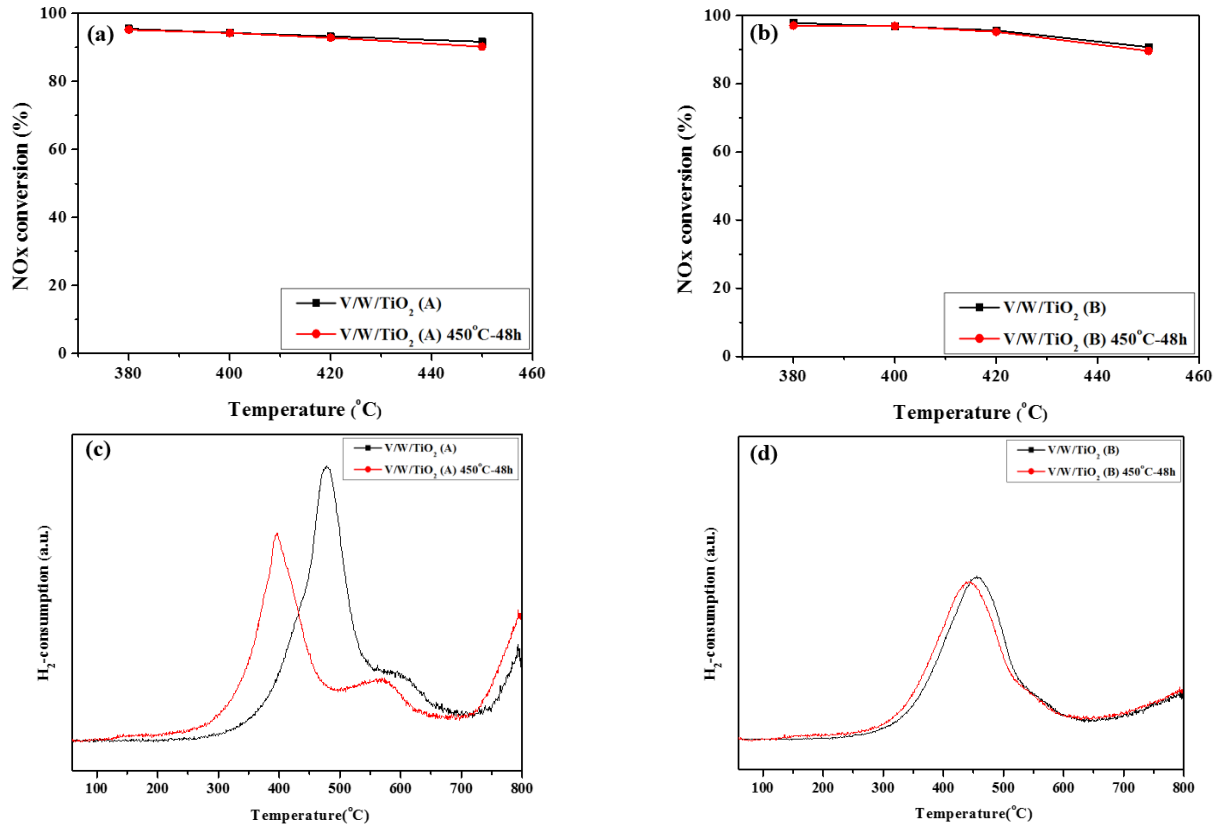 (a)
NOx conversion (%)
100
80
60
40
20
0
380
400
420
440
460
Temperature (°C)
V/W/TiO₂ (A)
V/W/TiO₂ (A) 450°C-48h
(b)
NOx conversion (%)
100
80
60
40
20
0
380
400
420
440
460
Temperature (°C)
V/W/TiO₂ (B)
V/W/TiO₂ (B) 450°C-48h
(c)
H₂-consumption (a.u.)
V/W/TiO₂ (A)
V/W/TiO₂ (A) 450°C-48h
100
200
300
400
500
600
700
800
Temperature(°C)
(d)
H₂-consumption (a.u.)
V/W/TiO₂ (B)
V/W/TiO₂ (B) 450°C-48h
100
200
300
400
500
600
700
800
Temperature(°C)